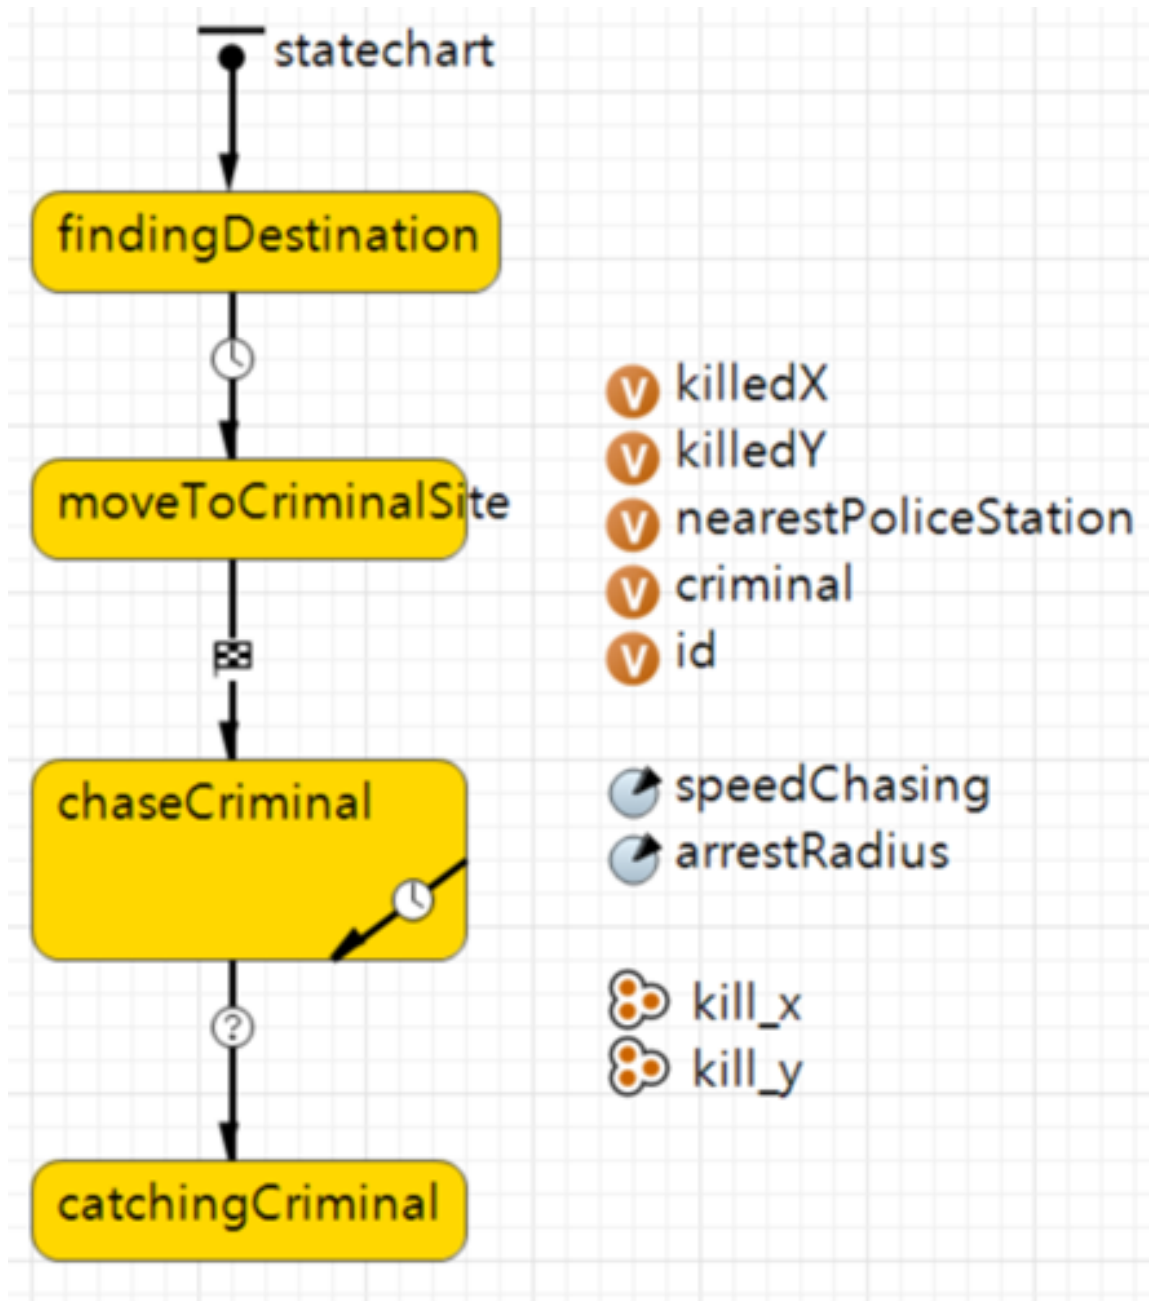 statechart
findingDestination
moveToCriminalSite
chaseCriminal
catchingCriminal
killedX
killedY
nearestPoliceStation
criminal
id
speedChasing
arrestRadius
kill_x
kill_y